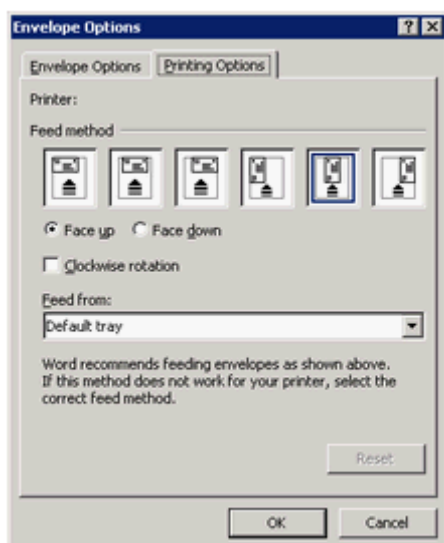 Envelope Options
Envelope Options Printing Options
Printer:
Feed method
Face up Face down
Clockwise rotation
Feed from:
Default tray
Word recommends feeding envelopes as shown above.
If this method does not work for your printer, select the
correct feed method.
Reset
OK Cancel